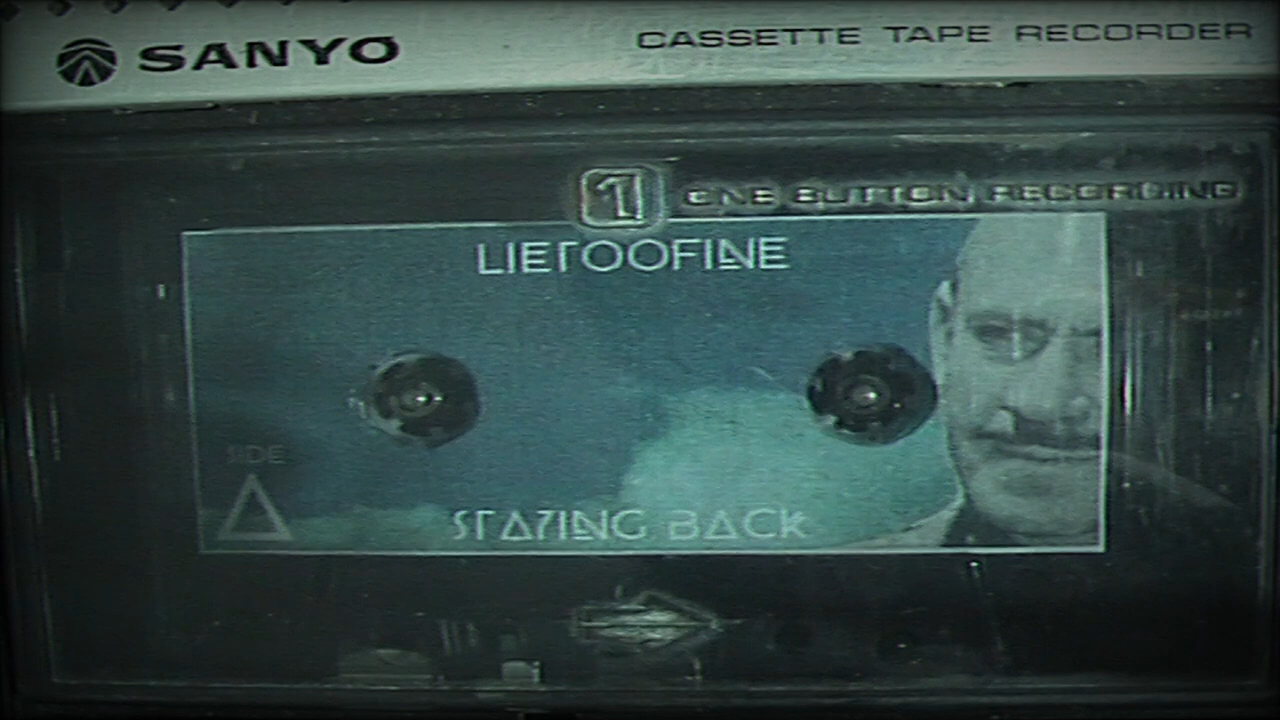 SANYO
CASSETTE TAPE RECORDER
1 ONE BUTTON RECORDING
LIETOOFINE
SIDE
A
STAYING BACK